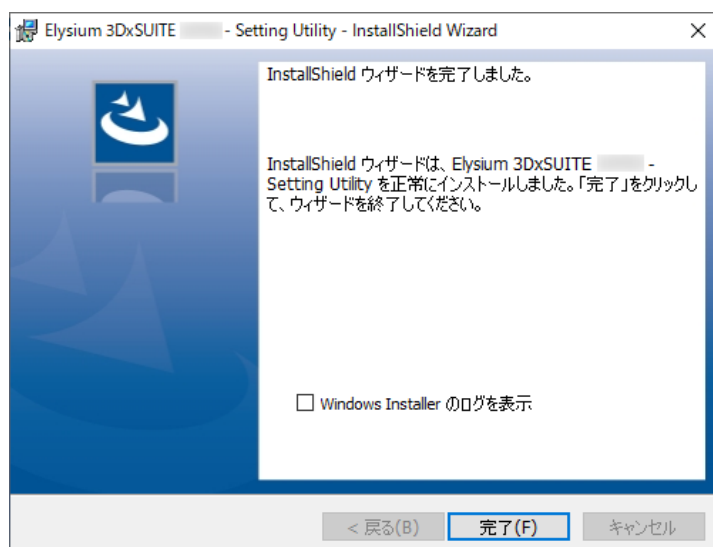 Elysium 3DxSUITE - Setting Utility - InstallShield Wizard
InstallShield ウィザードを完了しました。
InstallShield ウィザードは、Elysium 3DxSUITE -
Setting Utility を正常にインストールしました。「完了」をクリックし
て、ウィザードを終了してください。
Windows Installer のログを表示
< 戻る(B) 完了(F) キャンセル